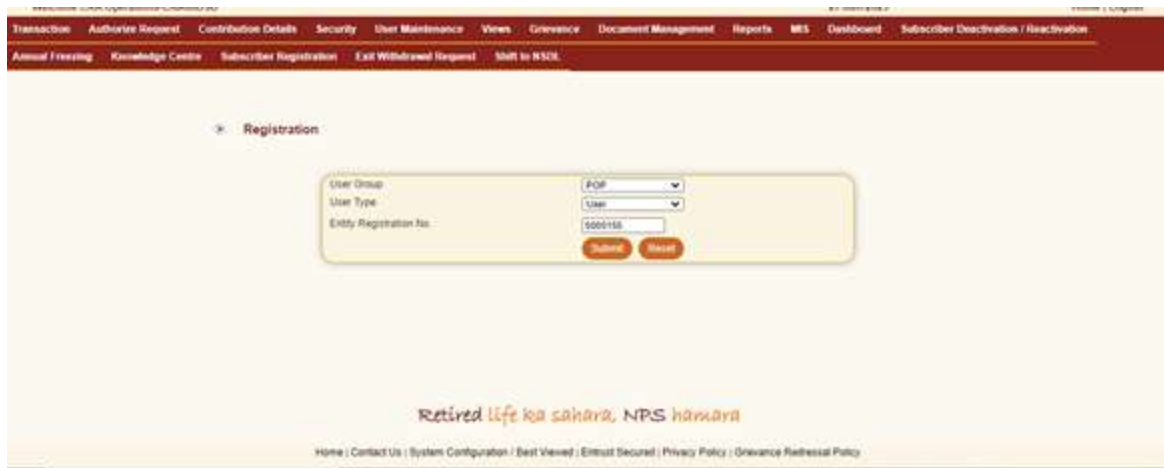 Home | Logout
Transaction Authorize Request Contribution Details Security User Maintenance Views Grievance Document Management Reports MIS Dashboard Subscriber Deactivation / Reactivation
Annual Freezing Knowledge Centre Subscriber Registration Exit Withdrawal Request Shift to NSDL
Registration
User Group POP
User Type User
Entity Registration No.
Submit Reset
Retired life ka sahara, NPS hamara
Home | Contact Us | System Configuration / Best Viewed | Entrust Secured | Privacy Policy | Grievance Redressal Policy